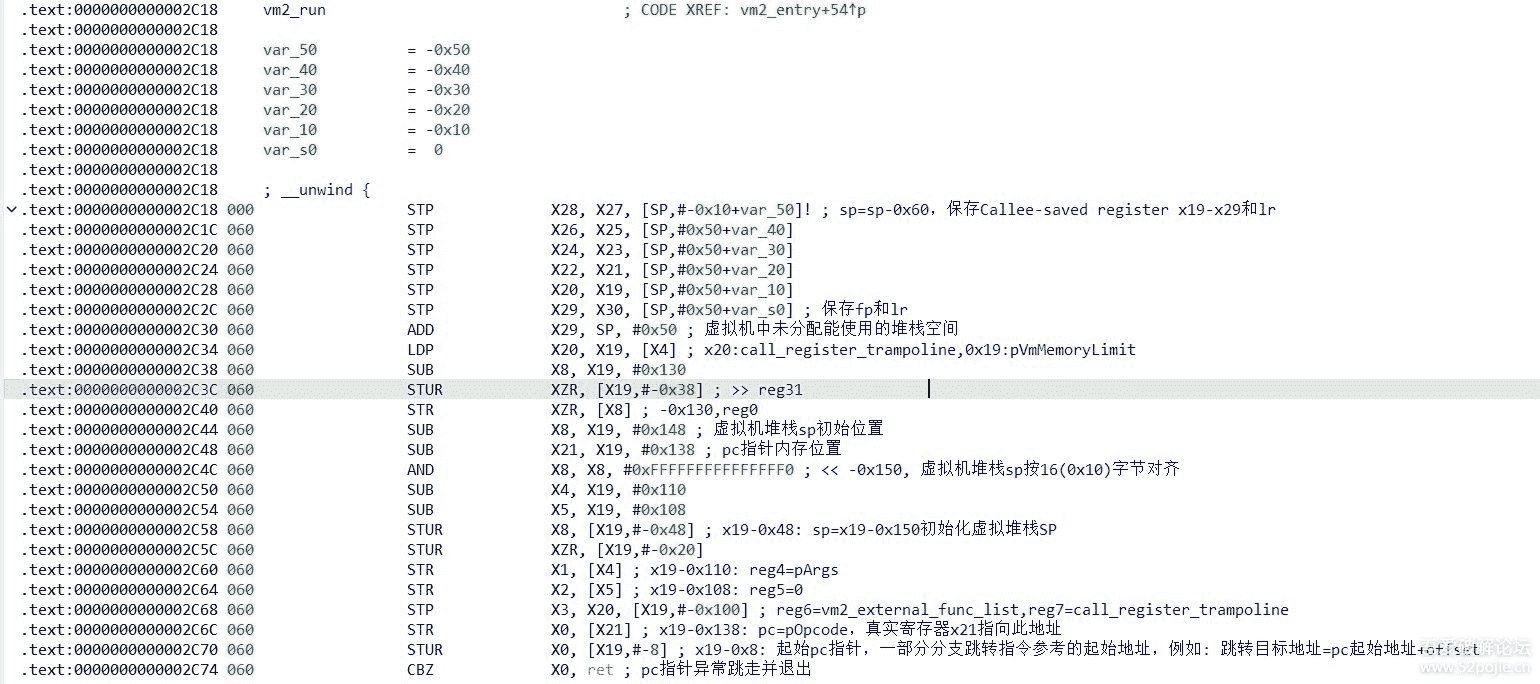 .text:0000000000002C18 vm2_run ; CODE XREF: vm2_entry+54↑p
.text:0000000000002C18
.text:0000000000002C18 var_50 = -0x50
.text:0000000000002C18 var_40 = -0x40
.text:0000000000002C18 var_30 = -0x30
.text:0000000000002C18 var_20 = -0x20
.text:0000000000002C18 var_10 = -0x10
.text:0000000000002C18 var_s0 = 0
.text:0000000000002C18
.text:0000000000002C18 ; __unwind {
.text:0000000000002C18 000 STP X28, X27, [SP,#-0x10+var_50]! ; sp=sp-0x60，保存Callee-saved register x19-x29和lr
.text:0000000000002C1C 060 STP X26, X25, [SP,#0x50+var_40]
.text:0000000000002C20 060 STP X24, X23, [SP,#0x50+var_30]
.text:0000000000002C24 060 STP X22, X21, [SP,#0x50+var_20]
.text:0000000000002C28 060 STP X20, X19, [SP,#0x50+var_10]
.text:0000000000002C2C 060 STP X29, X30, [SP,#0x50+var_s0] ; 保存fp和lr
.text:0000000000002C30 060 ADD X29, SP, #0x50 ; 虚拟机中未分配能使用的堆栈空间
.text:0000000000002C34 060 LDP X20, X19, [X4] ; x20:call_register_trampoline,0x19:pVmMemoryLimit
.text:0000000000002C38 060 SUB X8, X19, #0x130
.text:0000000000002C3C 060 STUR XZR, [X19,#-0x38] ; >> reg31
.text:0000000000002C40 060 STR XZR, [X8] ; -0x130,reg0
.text:0000000000002C44 060 SUB X8, X19, #0x148 ; 虚拟机堆栈sp初始位置
.text:0000000000002C48 060 SUB X21, X19, #0x138 ; pc指针内存位置
.text:0000000000002C4C 060 AND X8, X8, #0xFFFFFFFFFFFFFFF0 ; << -0x150, 虚拟机堆栈sp按16(0x10)字节对齐
.text:0000000000002C50 060 SUB X4, X19, #0x110
.text:0000000000002C54 060 SUB X5, X19, #0x108
.text:0000000000002C58 060 STUR X8, [X19,#-0x48] ; x19-0x48: sp=x19-0x150初始化虚拟堆栈SP
.text:0000000000002C5C 060 STUR XZR, [X19,#-0x20]
.text:0000000000002C60 060 STR X1, [X4] ; x19-0x110: reg4=pArgs
.text:0000000000002C64 060 STR X2, [X5] ; x19-0x108: reg5=0
.text:0000000000002C68 060 STP X3, X20, [X19,#-0x100] ; reg6=vm2_external_func_list,reg7=call_register_trampoline
.text:0000000000002C6C 060 STR X0, [X21] ; x19-0x138: pc=pOpcode，真实寄存器x21指向此地址
.text:0000000000002C70 060 STUR X0, [X19,#-8] ; x19-0x8: 起始pc指针，一部分分支跳转指令参考的起始地址，例如：跳转目标地址=pc起始地址+offset
.text:0000000000002C74 060 CBZ X0, ret ; pc指针异常跳走并退出
吾爱破解论坛
www.52pojie.cn